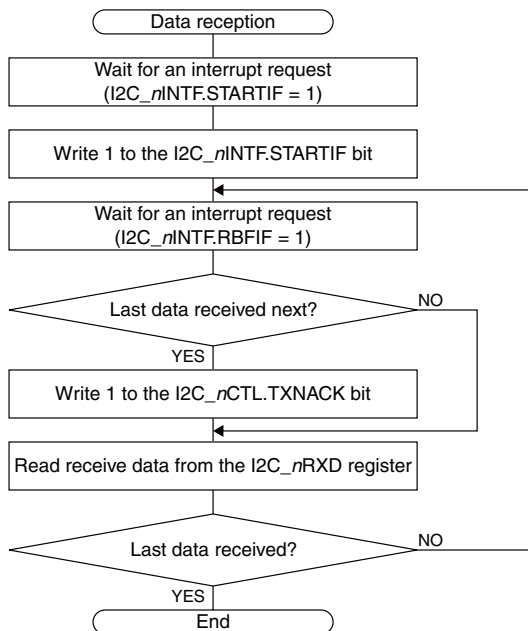 Data reception
Wait for an interrupt request
(I2C_nINTF.STARTIF = 1)
Write 1 to the I2C_nINTF.STARTIF bit
Wait for an interrupt request
(I2C_nINTF.RBFIF = 1)
Last data received next?
NO
YES
Write 1 to the I2C_nCTL.TXNACK bit
Read receive data from the I2C_nRXD register
Last data received?
NO
YES
End